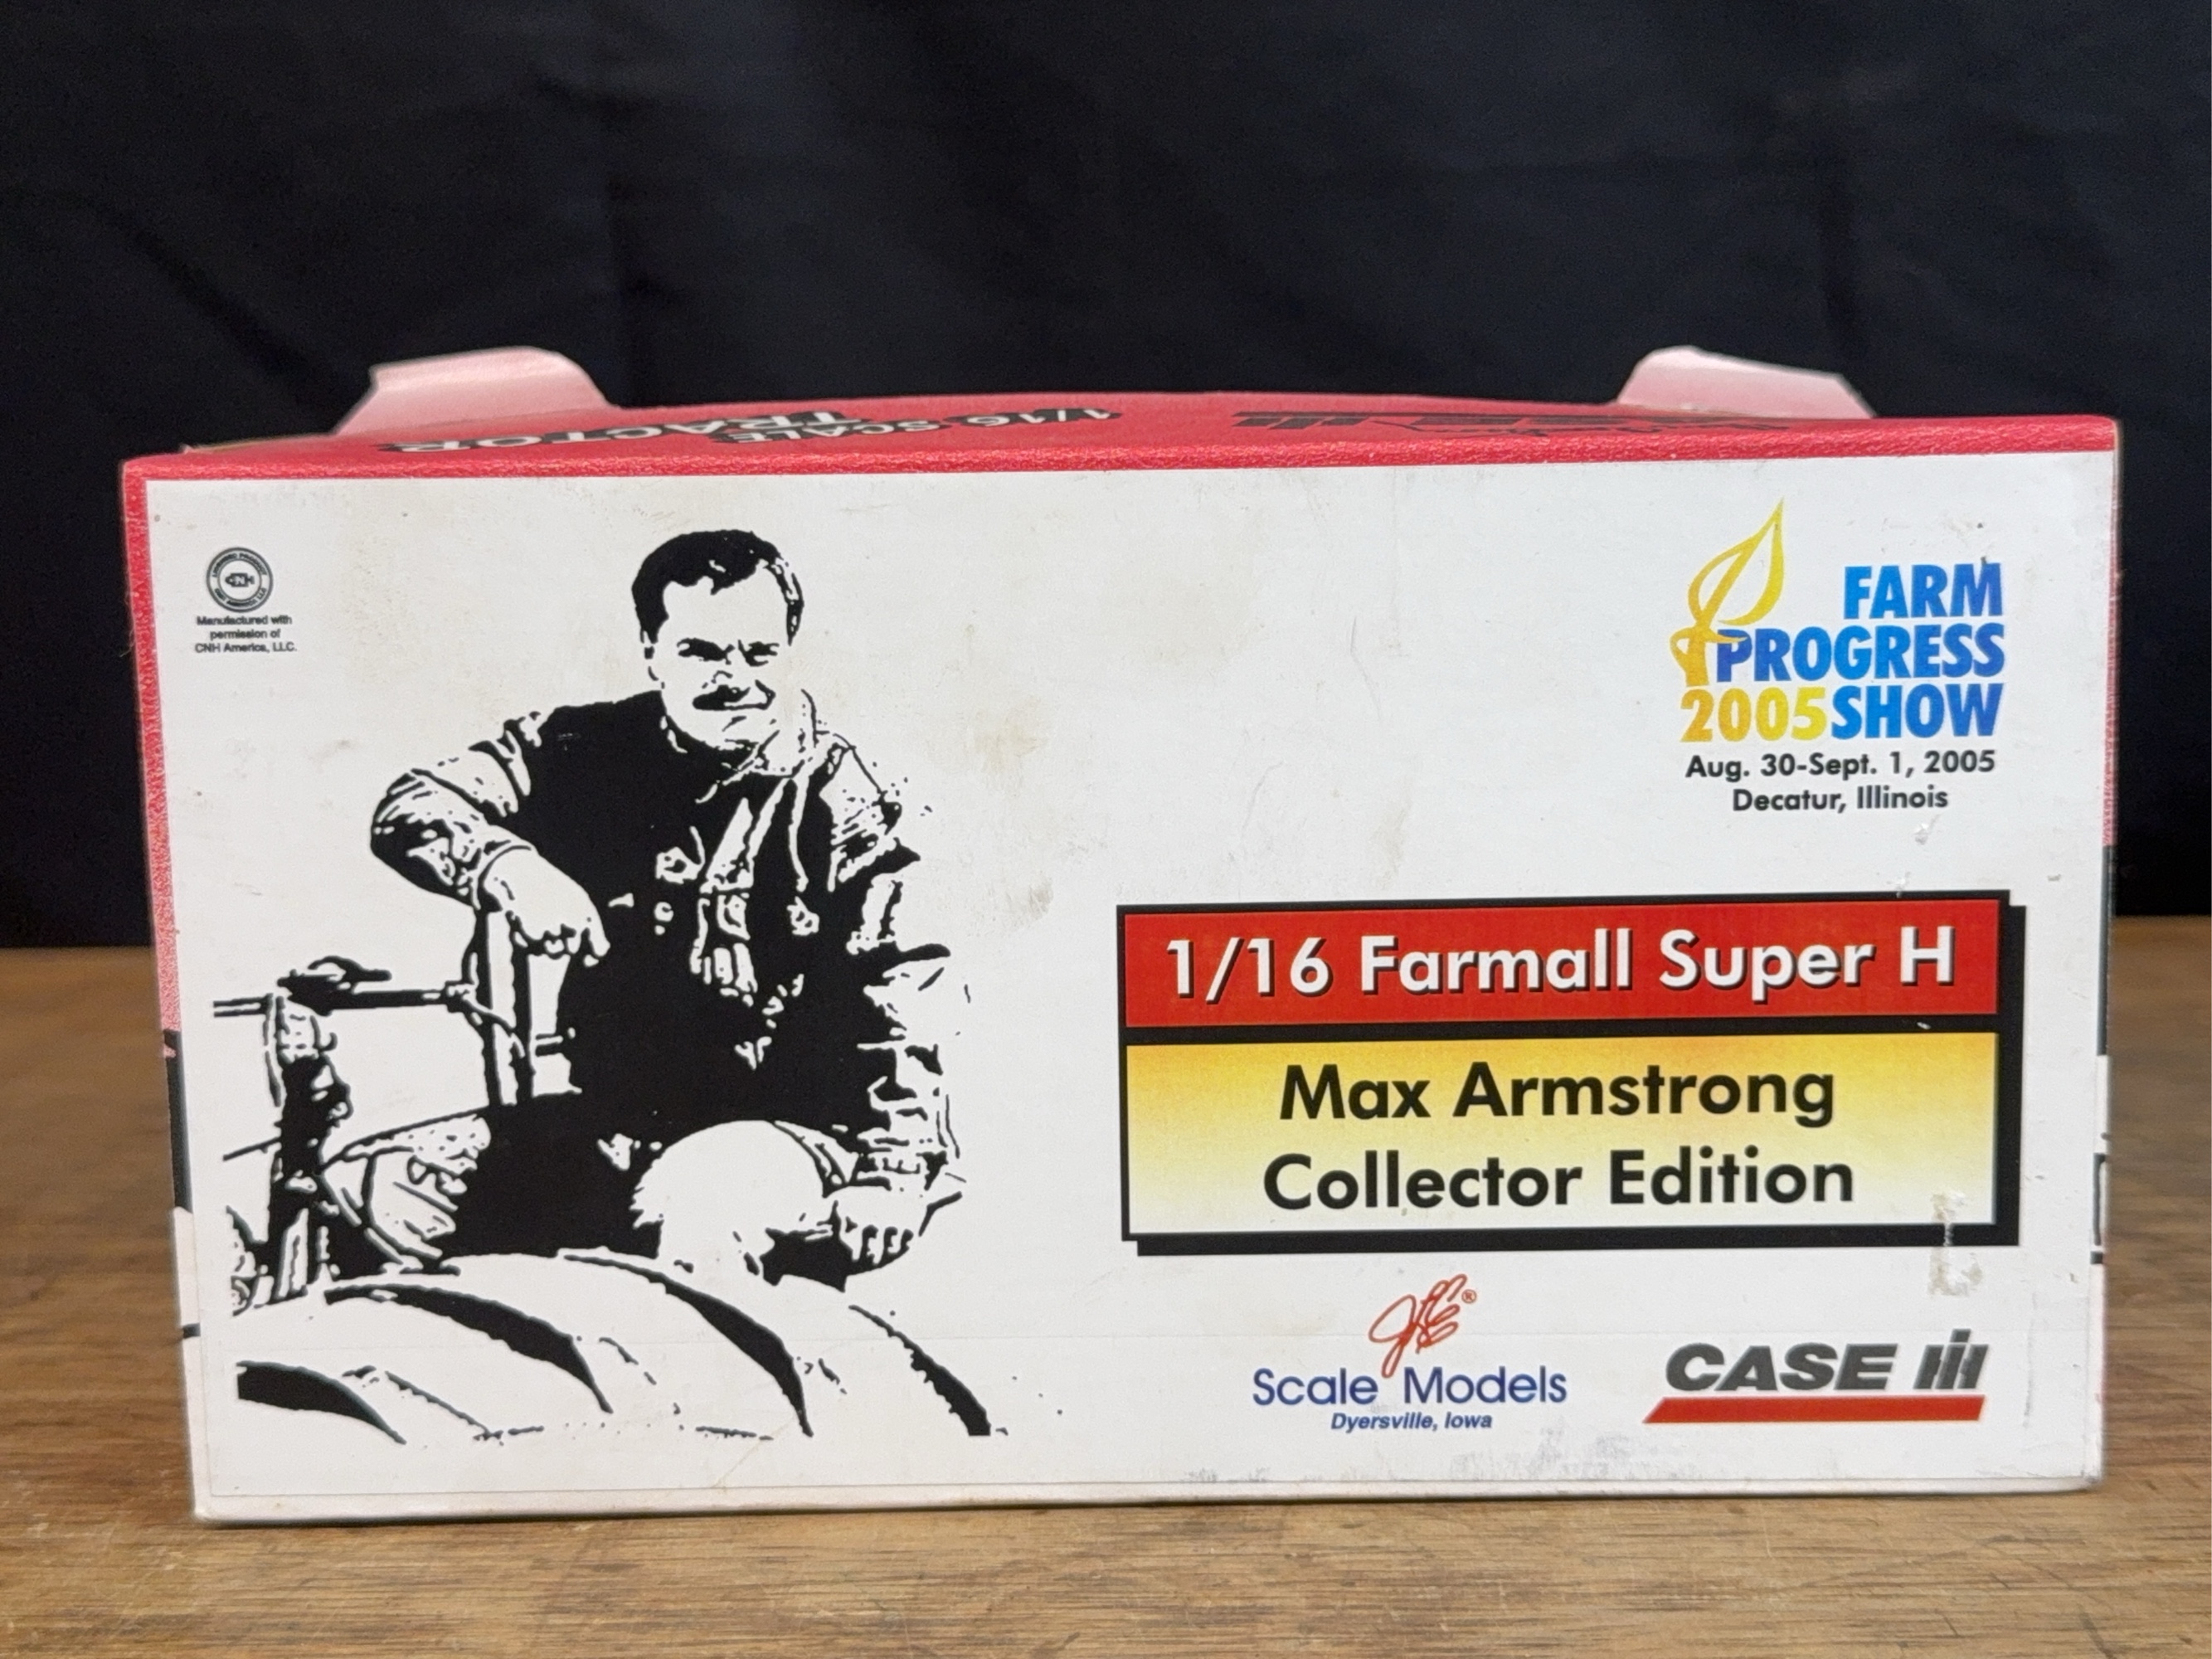 1/16 SCALE
TRACTOR
Manufactured with
permission of
CNH America, LLC.
FARM
PROGRESS
2005 SHOW
Aug. 30-Sept. 1, 2005
Decatur, Illinois
1/16 Farmall Super H
Max Armstrong
Collector Edition
JLE®
Scale Models
Dyersville, Iowa
CASE IH